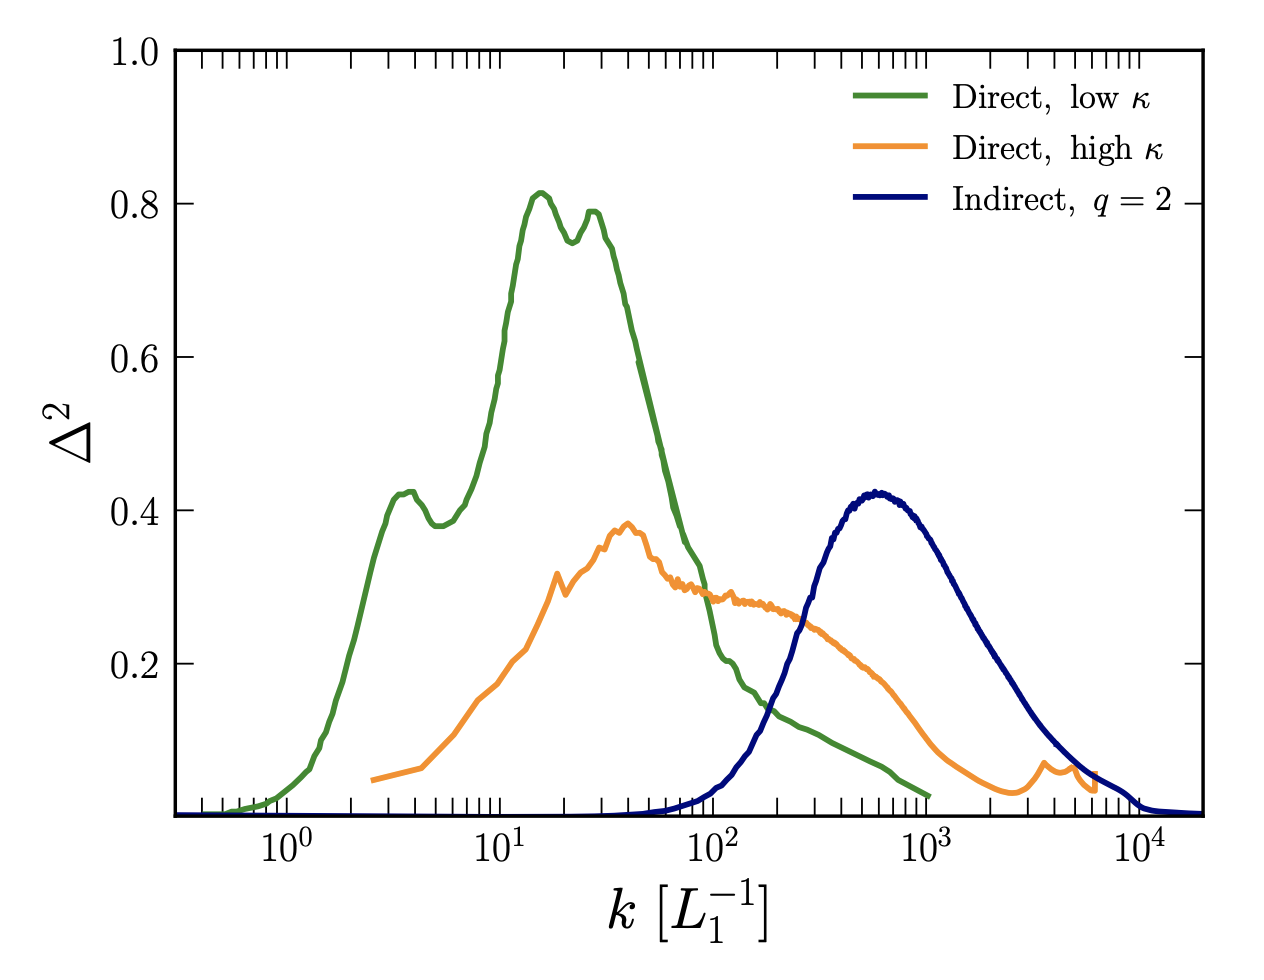 1.0
0.8
0.6
0.4
0.2
Δ²
Direct, low κ
Direct, high κ
Indirect, q = 2
10⁰ 10¹ 10² 10³ 10⁴
k [L₁⁻¹]